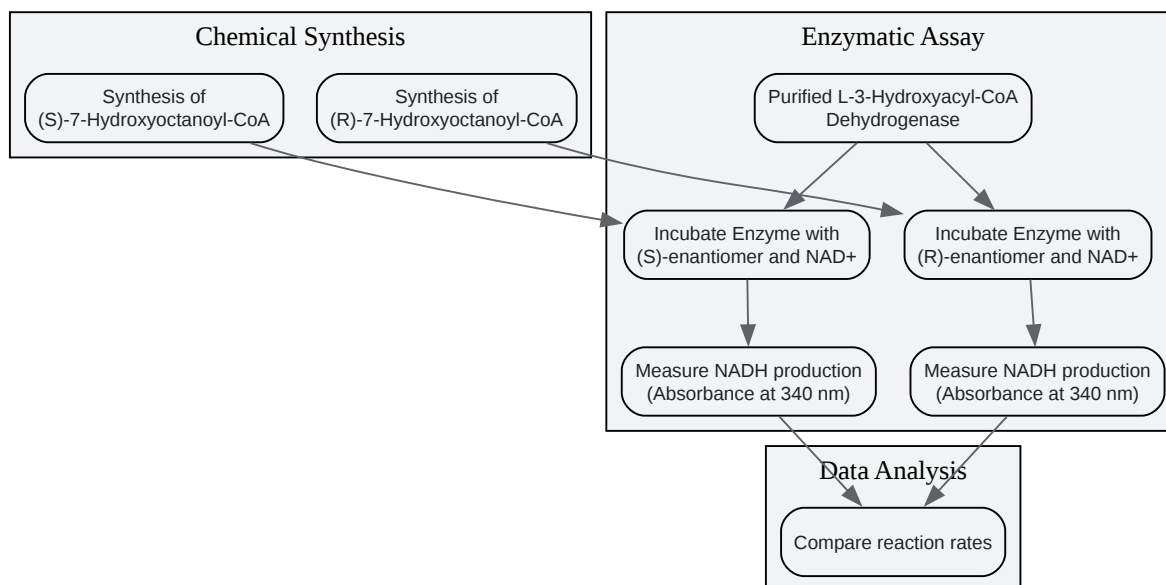 Chemical Synthesis
Synthesis of
(S)-7-Hydroxyoctanoyl-CoA
Synthesis of
(R)-7-Hydroxyoctanoyl-CoA
Enzymatic Assay
Purified L-3-Hydroxyacyl-CoA
Dehydrogenase
Incubate Enzyme with
(S)-enantiomer and NAD+
Incubate Enzyme with
(R)-enantiomer and NAD+
Measure NADH production
(Absorbance at 340 nm)
Measure NADH production
(Absorbance at 340 nm)
Data Analysis
Compare reaction rates